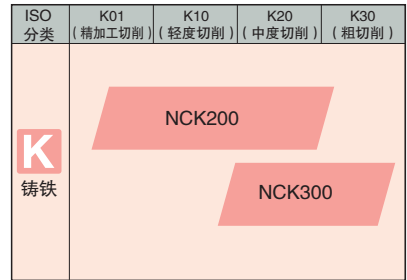 ISO
分类
K01
(精加工切削)
K10
(轻度切削)
K20
(中度切削)
K30
(粗切削)
NCK200
K
铸铁
NCK300